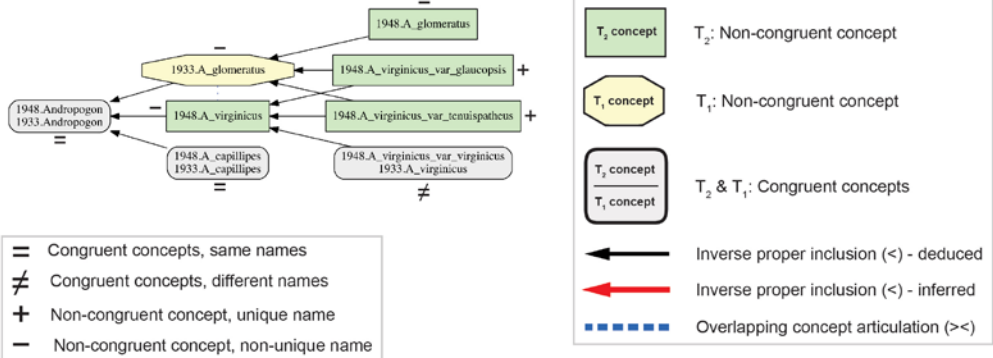 1948.A_glomeratus
−
1933.A_glomeratus
−
1948.A_virginicus_var_glaucopsis +
1948.Andropogon
1933.Andropogon
=
− 1948.A_virginicus
1948.A_virginicus_var_tenuispatheus +
1948.A_capillipes
1933.A_capillipes
=
1948.A_virginicus_var_virginicus
1933.A_virginicus
≠
= Congruent concepts, same names
≠ Congruent concepts, different names
+ Non-congruent concept, unique name
− Non-congruent concept, non-unique name
T₂ concept T₂: Non-congruent concept
T₁ concept T₁: Non-congruent concept
T₂ concept
T₁ concept
T₂ & T₁: Congruent concepts
Inverse proper inclusion (<) - deduced
Inverse proper inclusion (<) - inferred
Overlapping concept articulation (><)